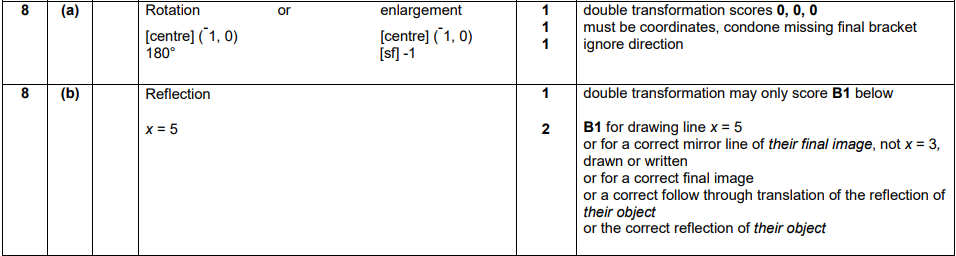 8 (a) Rotation or enlargement 1 double transformation scores 0, 0, 0
[centre] (¯1, 0) [centre] (¯1, 0) 1 must be coordinates, condone missing final bracket
180° [sf] -1 1 ignore direction
8 (b) Reflection 1 double transformation may only score B1 below
x = 5 2 B1 for drawing line x = 5
or for a correct mirror line of their final image, not x = 3,
drawn or written
or for a correct final image
or a correct follow through translation of the reflection of
their object
or the correct reflection of their object